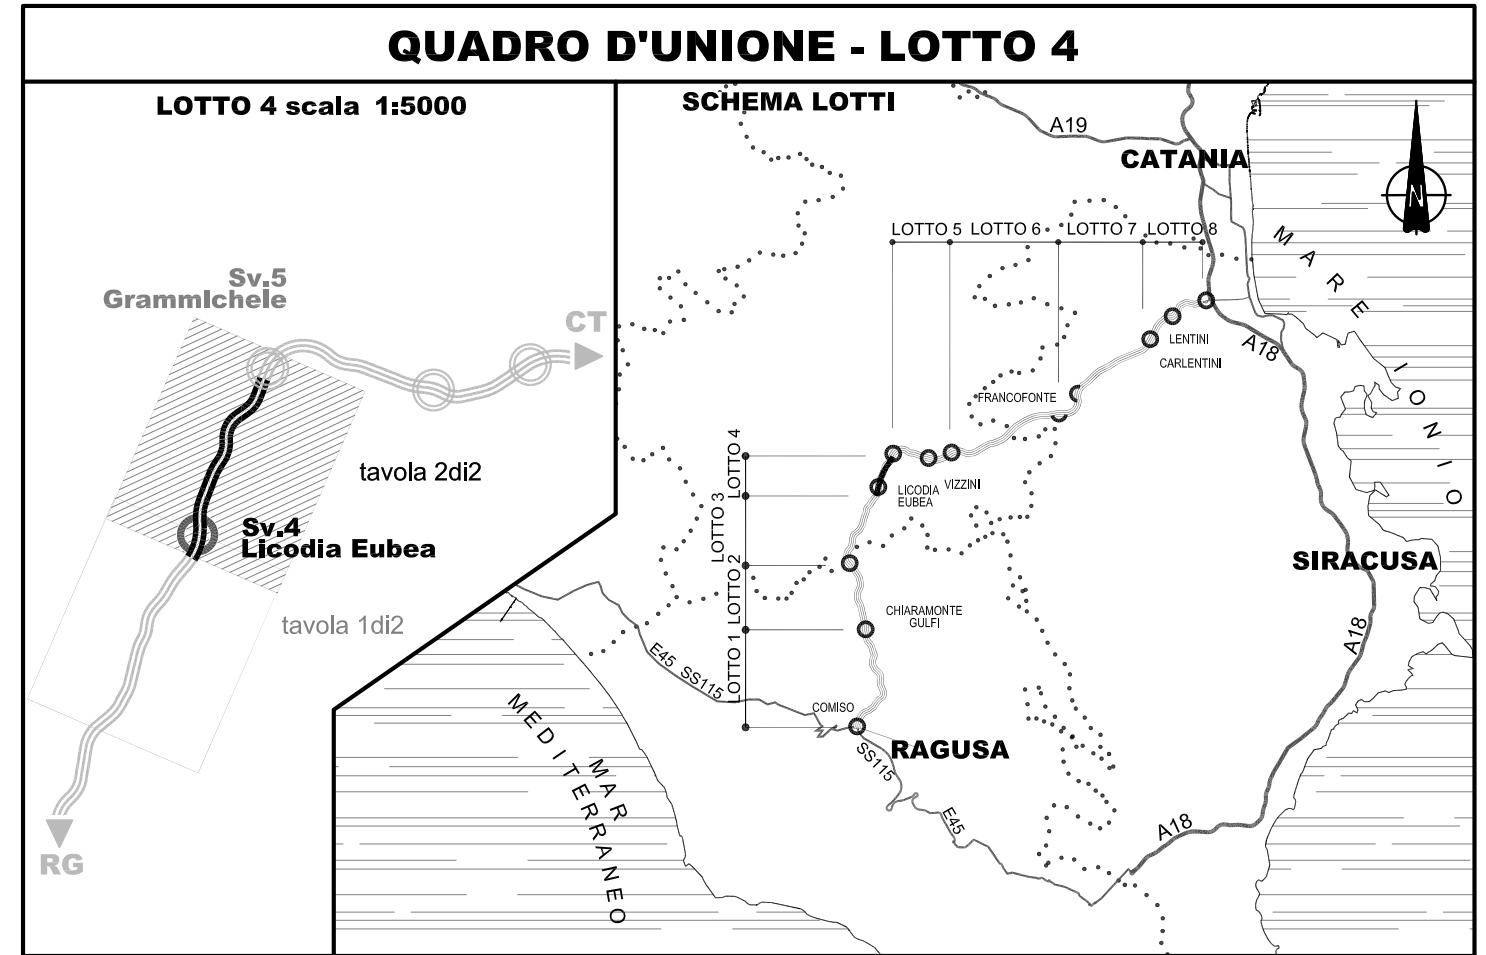 QUADRO D'UNIONE - LOTTO 4
LOTTO 4 scala 1:5000
Sv.5
GrammIchele
CT
tavola 2di2
Sv.4
Licodia Eubea
tavola 1di2
RG
SCHEMA LOTTI
A19
CATANIA
N
LOTTO 5
LOTTO 6
LOTTO 7
LOTTO 8
MARE
IONIO
LENTINI
CARLENTINI
A18
FRANCOFONTE
LOTTO 4
LOTTO 3
LOTTO 2
LOTTO 1
LICODIA
EUBEA
VIZZINI
SIRACUSA
CHIARAMONTE
GULFI
A18
E45 SS115
COMISO
RAGUSA
SS115
E45
A18
MAR
MEDITERRANEO